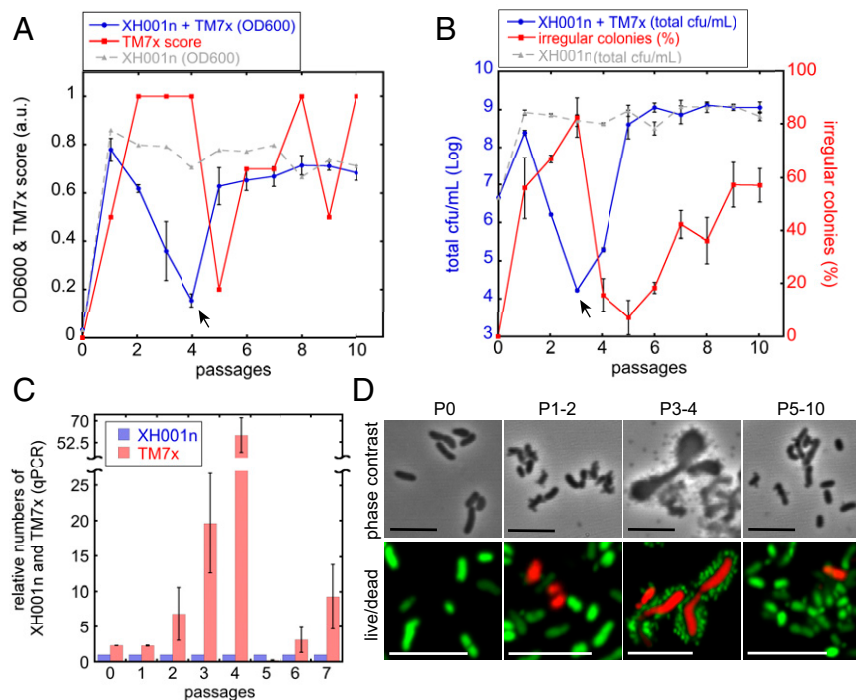 A
XH001n + TM7x (OD600)
TM7x score
XH001n (OD600)
OD600 & TM7x score (a.u.)
1
0.8
0.6
0.4
0.2
0
0 2 4 6 8 10
passages
B
XH001n + TM7x (total cfu/mL)
irregular colonies (%)
XH001n (total cfu/mL)
total cfu/mL (Log)
10
9
8
7
6
5
4
3
100
80
60
40
20
0
irregular colonies (%)
0 2 4 6 8 10
passages
C
XH001n
TM7x
relative numbers of
XH001n and TM7x (qPCR)
70
52.5
25
20
15
10
5
0
0 1 2 3 4 5 6 7
passages
D
P0 P1-2 P3-4 P5-10
phase contrast
live/dead